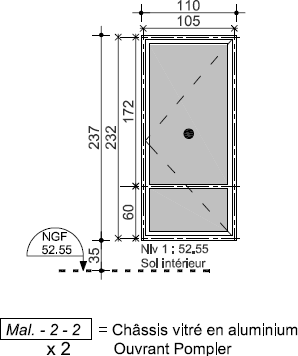 110
105
237
232
172
60
35
NGF
52.55
Niv 1 : 52.55
Sol intérieur
Mal. - 2 - 2 = Châssis vitré en aluminium
x 2 Ouvrant Pompier